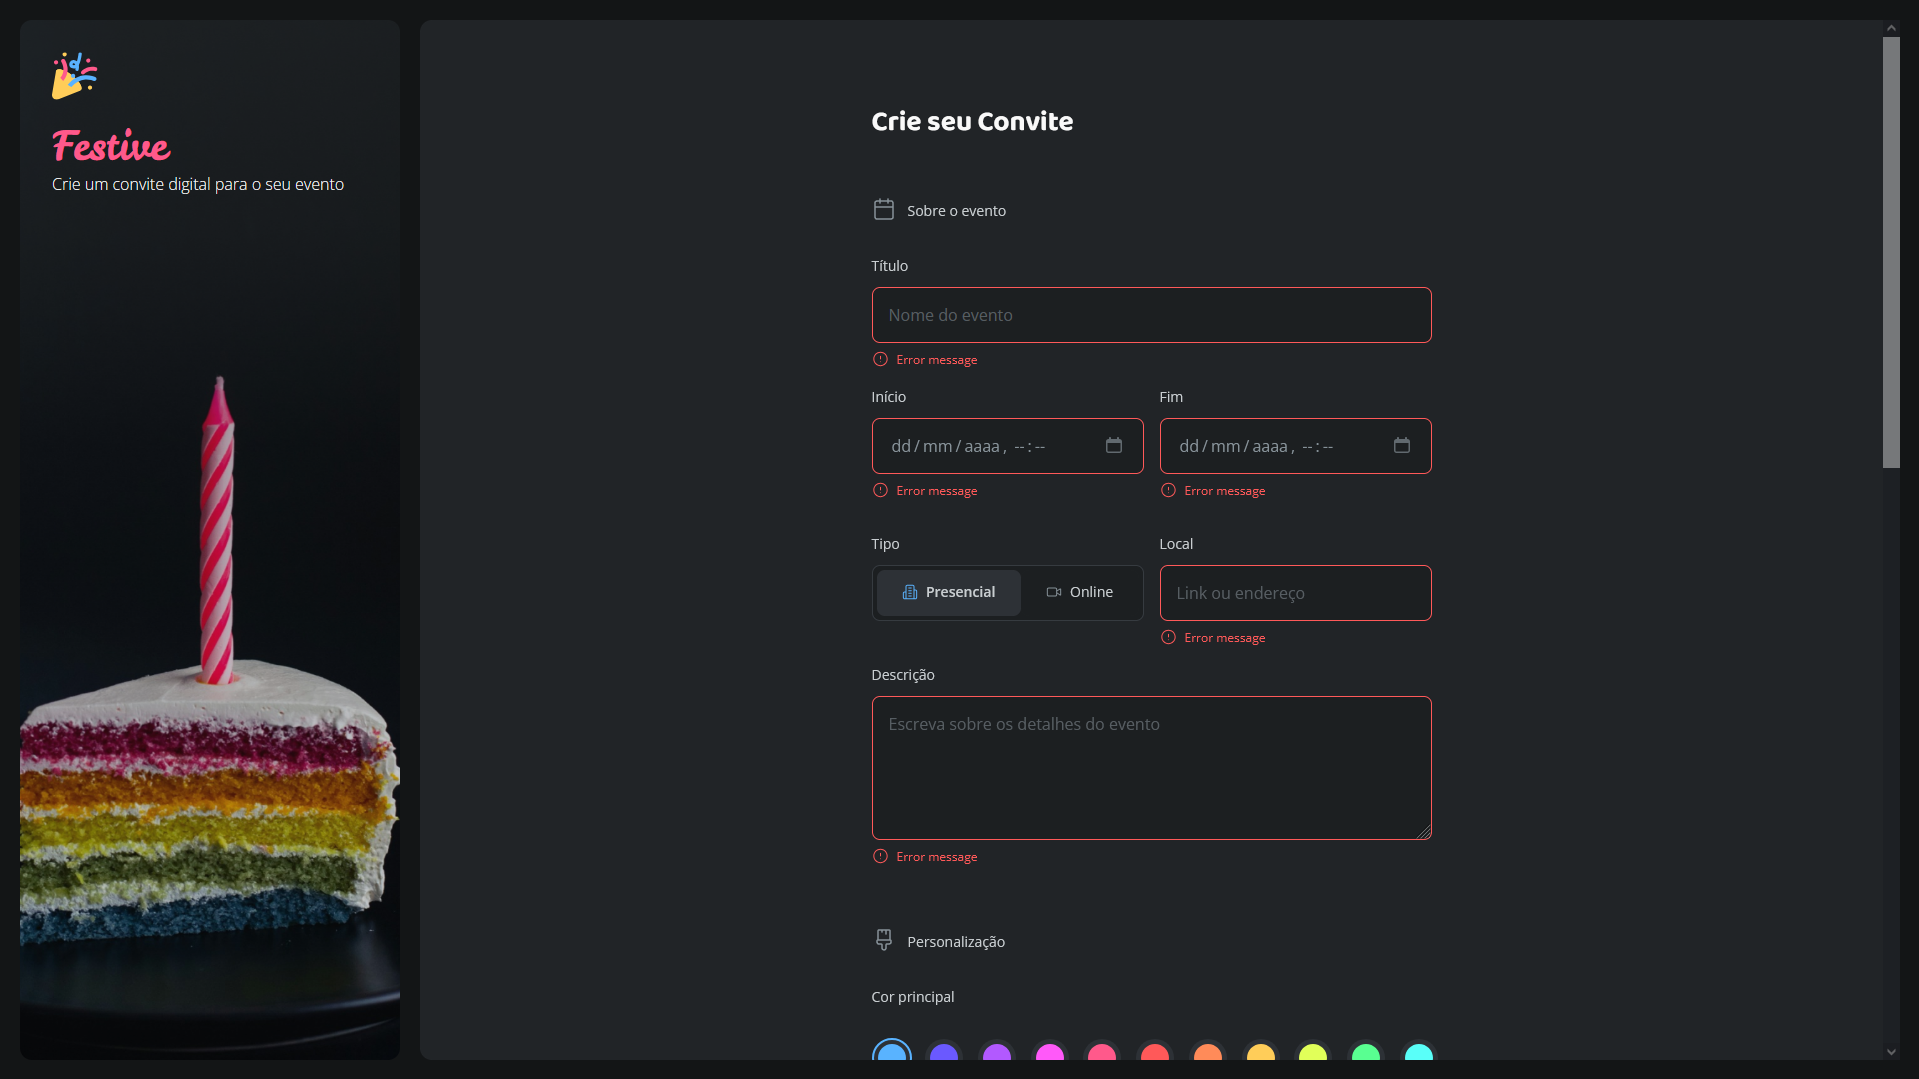 Festive
Crie um convite digital para o seu evento
Crie seu Convite
Sobre o evento
Título
Nome do evento
Error message
Início
Fim
dd/mm/aaaa, --:--
dd/mm/aaaa, --:--
Error message
Error message
Tipo
Local
Presencial
Online
Link ou endereço
Error message
Descrição
Escreva sobre os detalhes do evento
Error message
Personalização
Cor principal